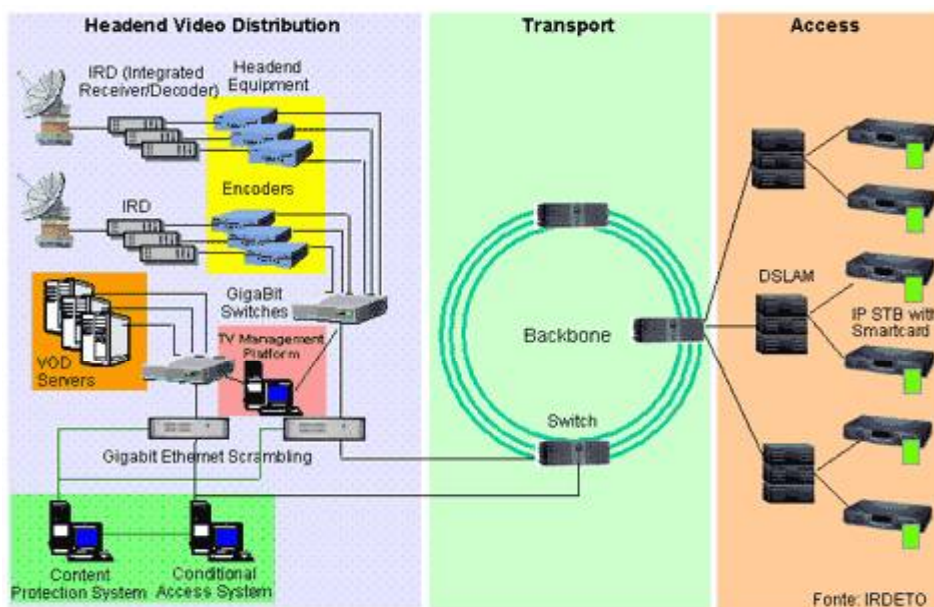 Headend Video Distribution
Transport
Access
IRD (Integrated
Receiver/Decoder)
Headend
Equipment
Encoders
IRD
GigaBit
Switches
VOD
Servers
TV Management
Platform
Gigabit Ethernet Scrambling
Content
Protection System
Conditional
Access System
Backbone
Switch
DSLAM
IP STB with
Smartcard
Fonte: IRDETO